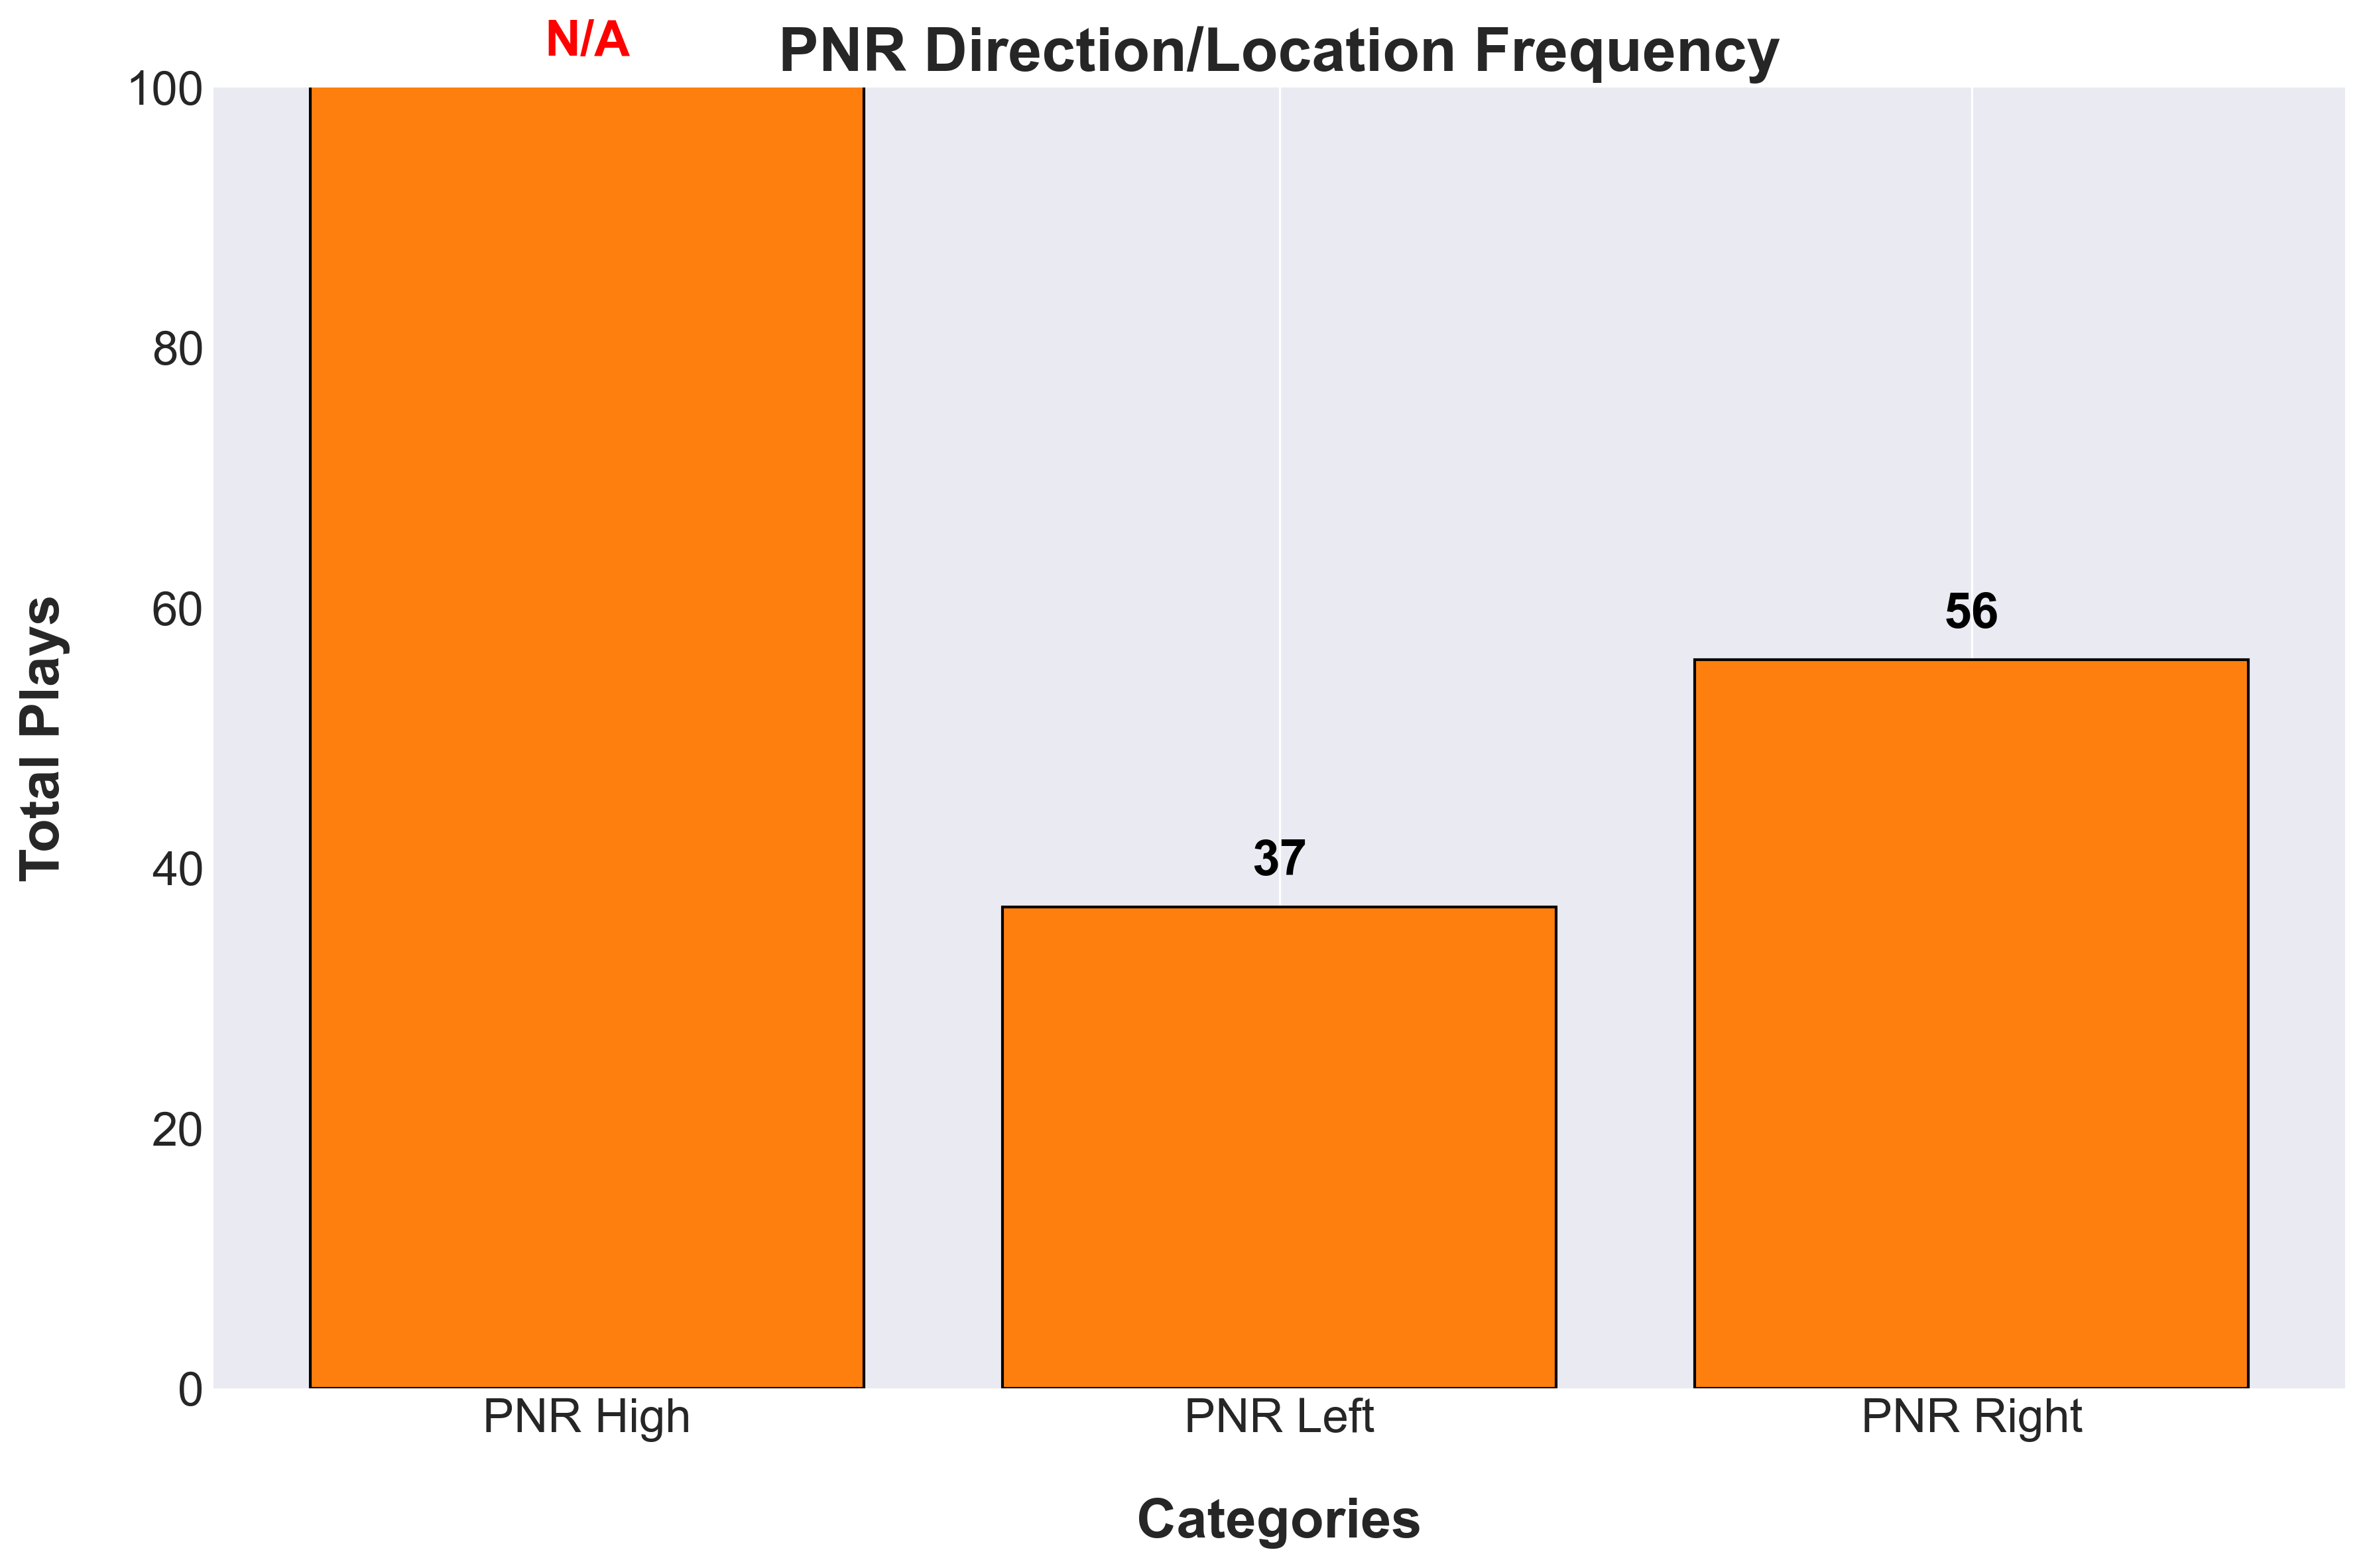 N/A
PNR Direction/Location Frequency
100
80
60
40
20
0
Total Plays
37
56
PNR High
PNR Left
PNR Right
Categories